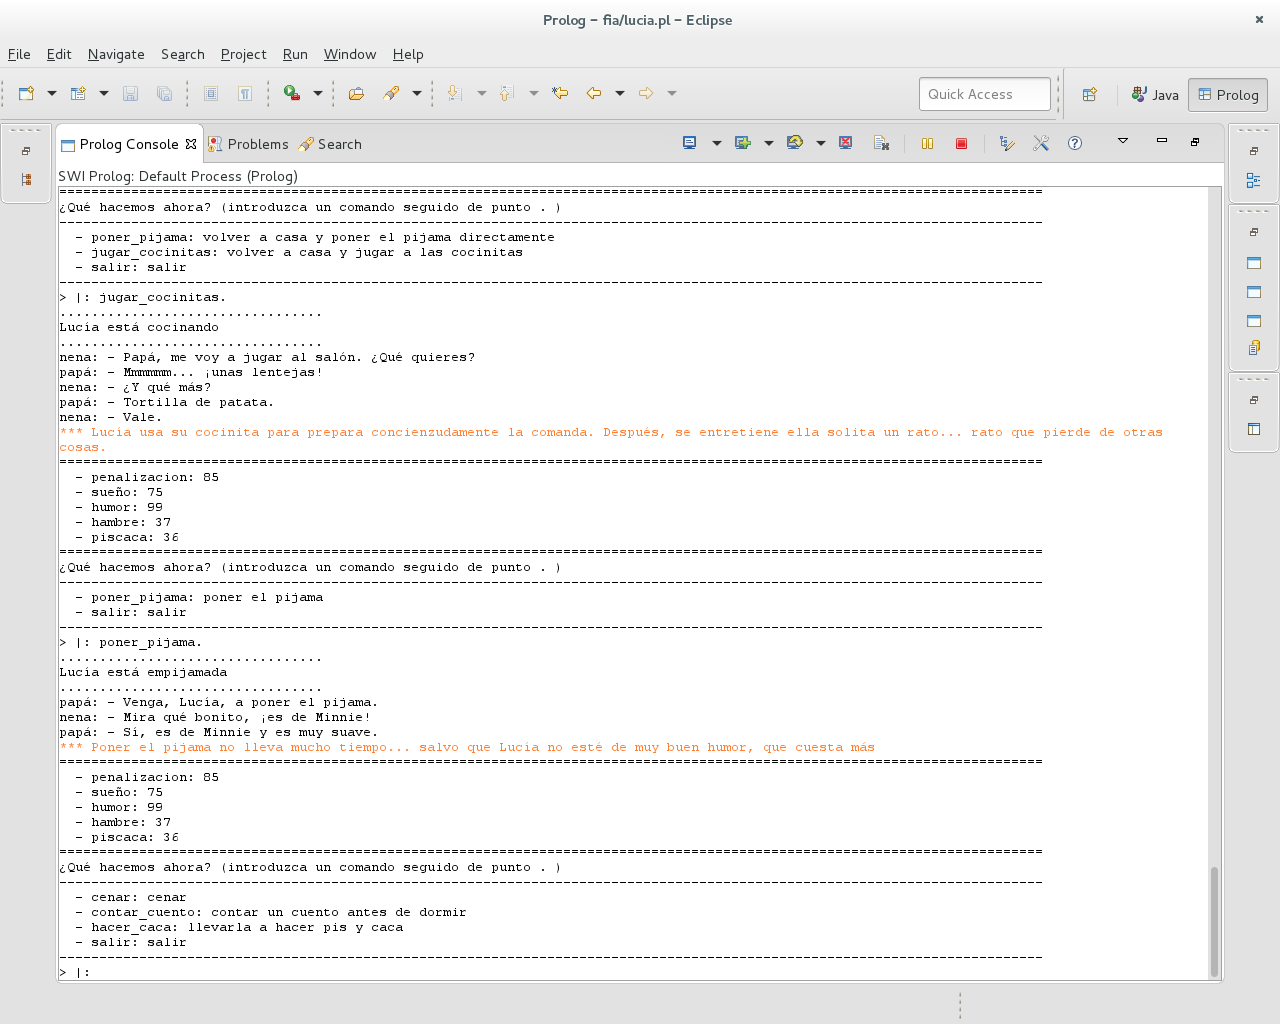 Prolog – fia/lucia.pl – Eclipse
File Edit Navigate Search Project Run Window Help
Quick Access
Java
Prolog
Prolog Console
Problems
Search
SWI Prolog: Default Process (Prolog)
===========================================================================================================================
¿Qué hacemos ahora? (introduzca un comando seguido de punto . )
---------------------------------------------------------------------------------------------------------------------------
- poner_pijama: volver a casa y poner el pijama directamente
- jugar_cocinitas: volver a casa y jugar a las cocinitas
- salir: salir
---------------------------------------------------------------------------------------------------------------------------
> |: jugar_cocinitas.
.................................
Lucía está cocinando
.................................
nena: - Papá, me voy a jugar al salón. ¿Qué quieres?
papá: - Mmmmmm... ¡unas lentejas!
nena: - ¿Y qué más?
papá: - Tortilla de patata.
nena: - Vale.
*** Lucía usa su cocinita para prepara concienzudamente la comanda. Después, se entretiene ella solita un rato... rato que pierde de otras
cosas.
===========================================================================================================================
- penalizacion: 85
- sueño: 75
- humor: 99
- hambre: 37
- piscaca: 36
===========================================================================================================================
¿Qué hacemos ahora? (introduzca un comando seguido de punto . )
---------------------------------------------------------------------------------------------------------------------------
- poner_pijama: poner el pijama
- salir: salir
---------------------------------------------------------------------------------------------------------------------------
> |: poner_pijama.
.................................
Lucía está empijamada
.................................
papá: - Venga, Lucía, a poner el pijama.
nena: - Mira qué bonito, ¡es de Minnie!
papá: - Sí, es de Minnie y es muy suave.
*** Poner el pijama no lleva mucho tiempo... salvo que Lucía no esté de muy buen humor, que cuesta más
===========================================================================================================================
- penalizacion: 85
- sueño: 75
- humor: 99
- hambre: 37
- piscaca: 36
===========================================================================================================================
¿Qué hacemos ahora? (introduzca un comando seguido de punto . )
---------------------------------------------------------------------------------------------------------------------------
- cenar: cenar
- contar_cuento: contar un cuento antes de dormir
- hacer_caca: llevarla a hacer pis y caca
- salir: salir
---------------------------------------------------------------------------------------------------------------------------
> |: